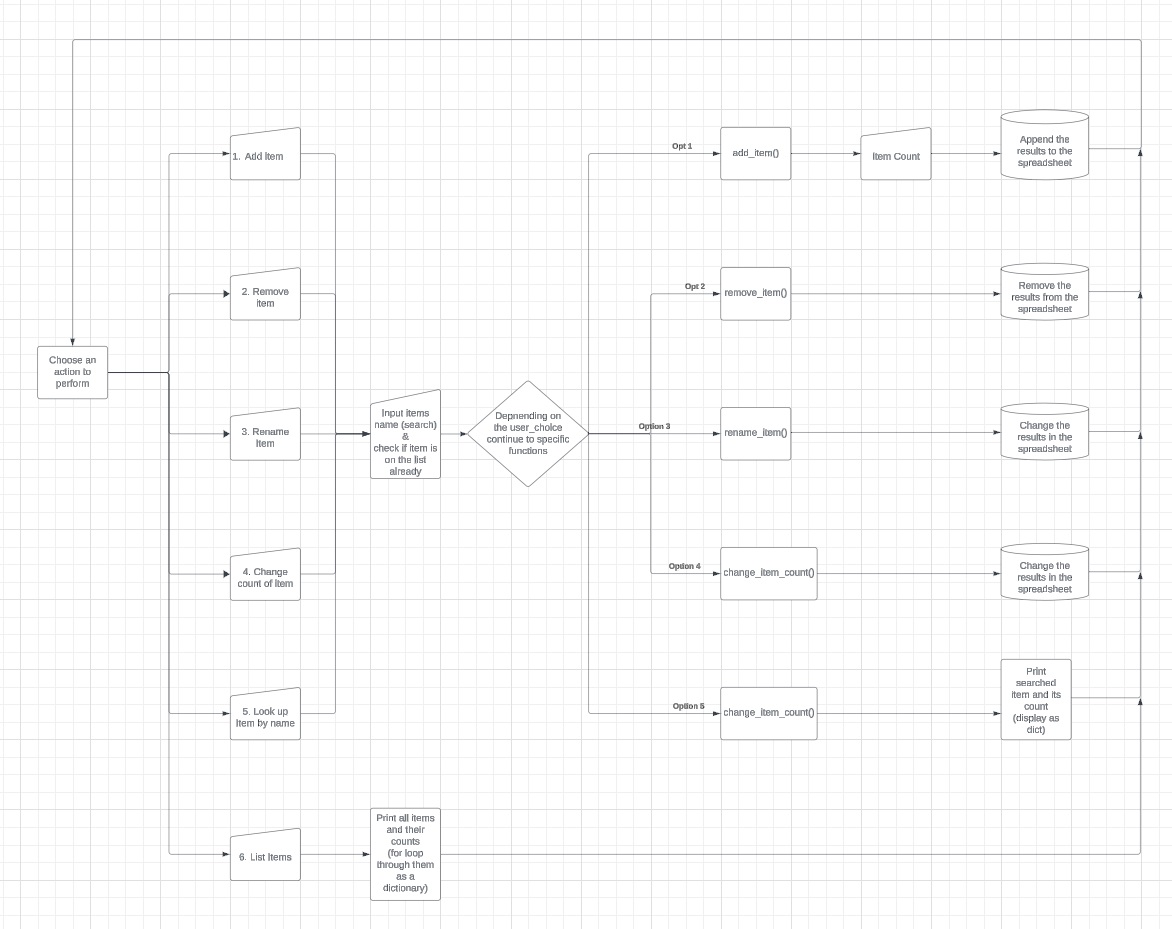 Choose an
action to
perform
1. Add item
2. Remove
item
3. Rename
Item
4. Change
count of item
5. Look up
Item by name
6. List Items
Input items
name (search)
&
check if item is
on the list
already
Print all items
and their
counts
(for loop
through them
as a
dictionary)
Depnending on
the user_choice
continue to specific
functions
Opt 1
add_item()
Item Count
Append the
results to the
spreadsheet
Opt 2
remove_item()
Remove the
results from the
spreadsheet
Option 3
rename_item()
Change the
results in the
spreadsheet
Option 4
change_item_count()
Change the
results in the
spreadsheet
Option 5
change_item_count()
Print
searched
item and its
count
(display as
dict)